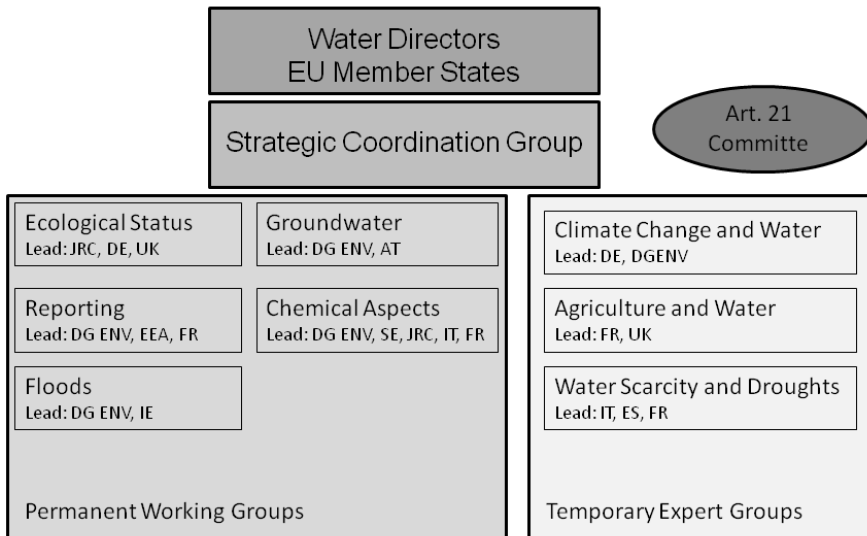 Water Directors
EU Member States
Strategic Coordination Group
Art. 21
Committe
Ecological Status
Lead: JRC, DE, UK
Groundwater
Lead: DG ENV, AT
Reporting
Lead: DG ENV, EEA, FR
Chemical Aspects
Lead: DG ENV, SE, JRC, IT, FR
Floods
Lead: DG ENV, IE
Permanent Working Groups
Climate Change and Water
Lead: DE, DGENV
Agriculture and Water
Lead: FR, UK
Water Scarcity and Droughts
Lead: IT, ES, FR
Temporary Expert Groups